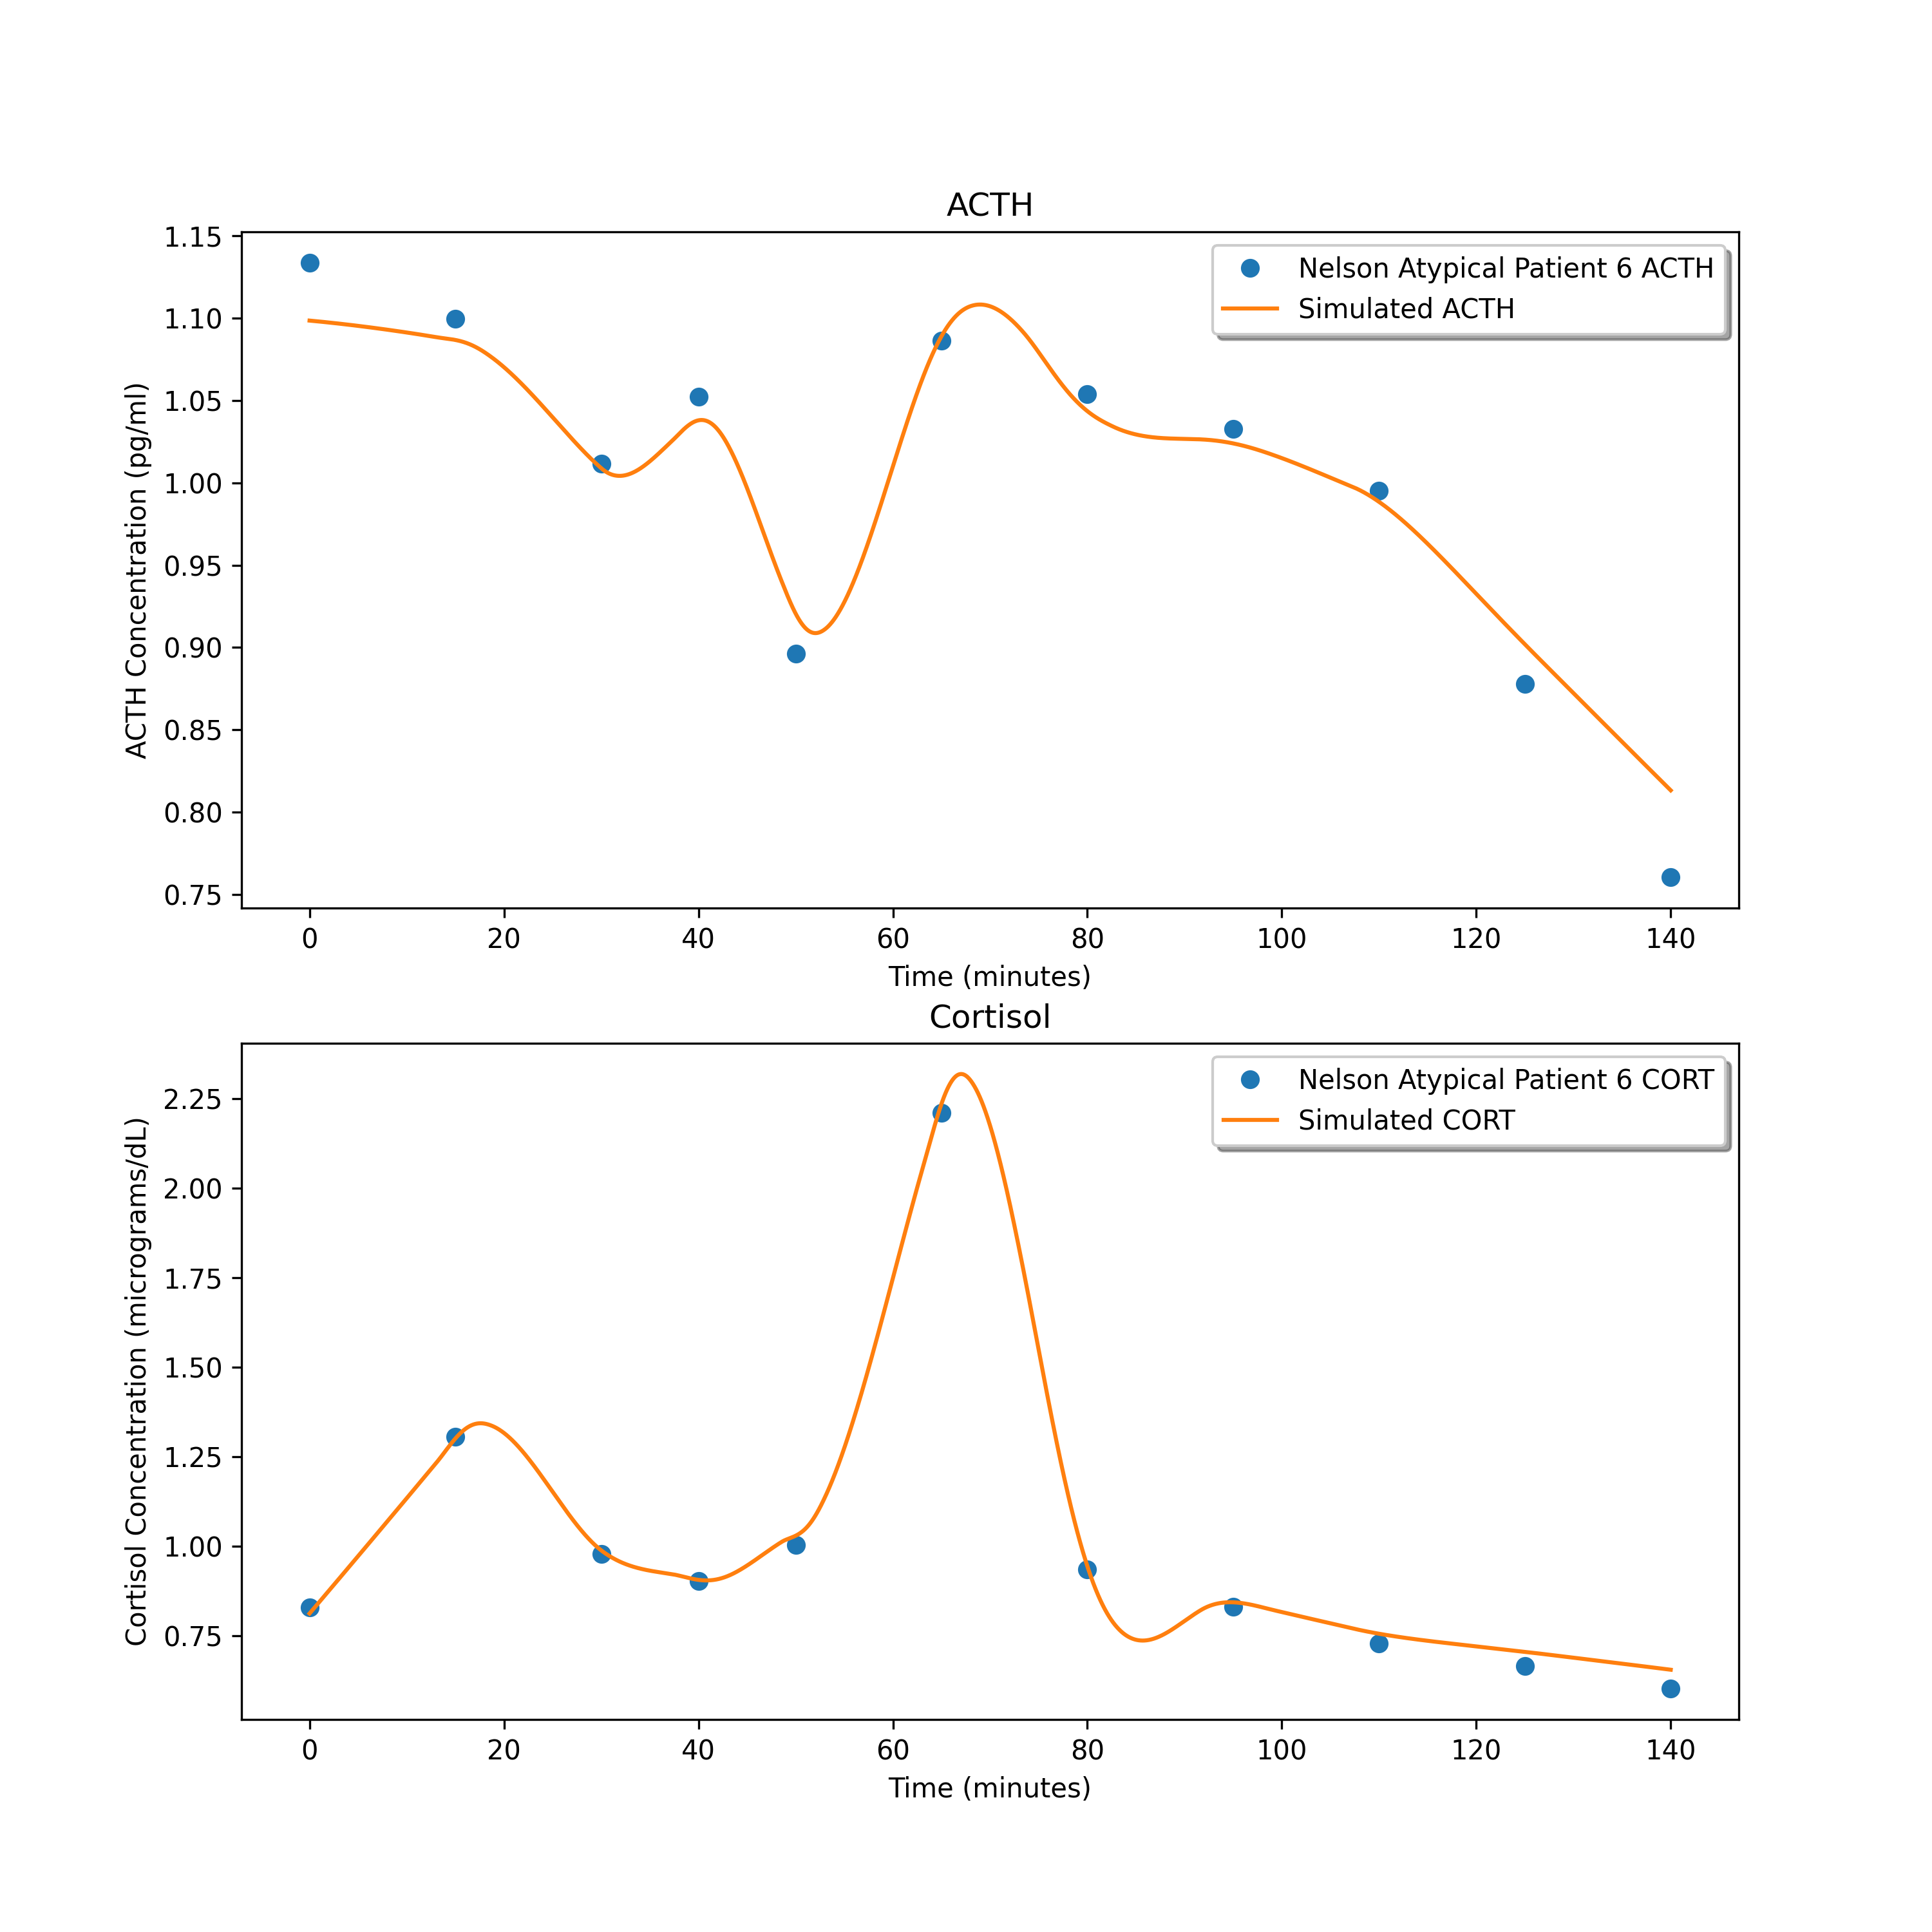 ACTH
ACTH Concentration (pg/ml)
1.15
1.10
1.05
1.00
0.95
0.90
0.85
0.80
0.75
Nelson Atypical Patient 6 ACTH
Simulated ACTH
0 20 40 60 80 100 120 140
Time (minutes)
Cortisol
Cortisol Concentration (micrograms/dL)
2.25
2.00
1.75
1.50
1.25
1.00
0.75
Nelson Atypical Patient 6 CORT
Simulated CORT
0 20 40 60 80 100 120 140
Time (minutes)